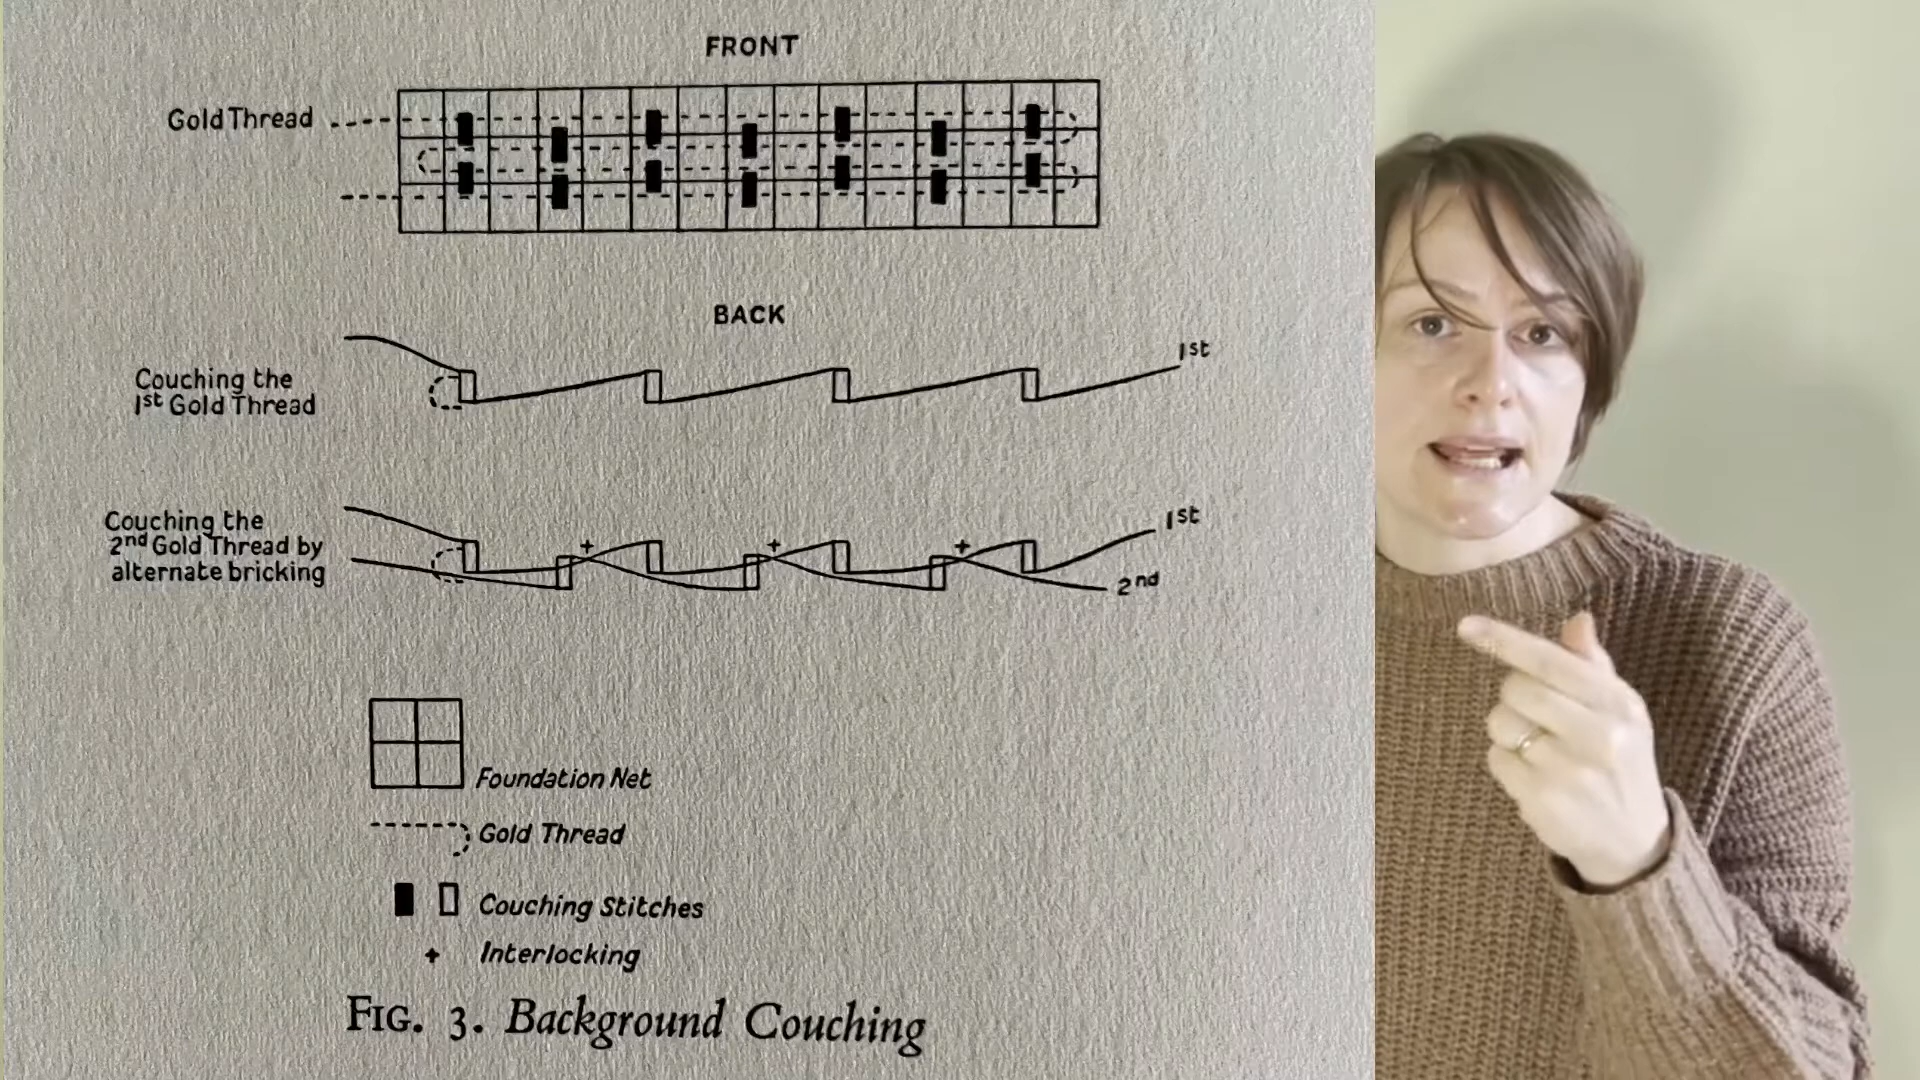 FRONT
Gold Thread
BACK
1st
Couching the
1st Gold Thread
1st
Couching the
2nd Gold Thread by
alternate bricking
2nd
Foundation Net
Gold Thread
Couching Stitches
Interlocking
FIG. 3. Background Couching